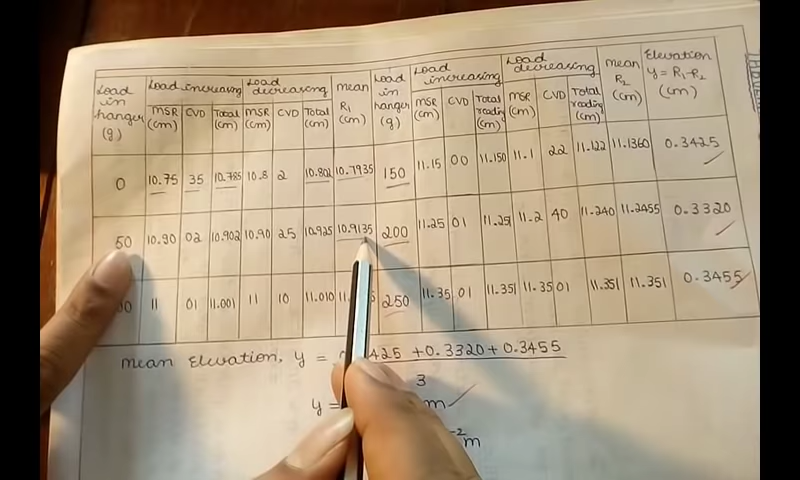 Load in hanger (g) | Load increasing | Load decreasing | mean R1 (cm) | Load in hanger (g) | Load increasing | Load decreasing | mean R2 (cm) | Elevation y = R1-R2 (cm)
MSR (cm) | CVD | Total (cm) | MSR (cm) | CVD | Total (cm) | MSR (cm) | CVD | Total reading (cm) | MSR (cm) | CVD | Total reading (cm)
0 | 10.75 | 35 | 10.785 | 10.8 | 2 | 10.802 | 10.7935 | 150 | 11.15 | 00 | 11.150 | 11.1 | 22 | 11.122 | 11.1360 | 0.3425
50 | 10.90 | 02 | 10.902 | 10.90 | 25 | 10.925 | 10.9135 | 200 | 11.25 | 01 | 11.251 | 11.2 | 40 | 11.240 | 11.2455 | 0.3320
11 | 01 | 11.001 | 11 | 10 | 11.010 | 250 | 11.35 | 01 | 11.351 | 11.35 | 01 | 11.351 | 11.351 | 0.3455
mean Elevation, y = 425 + 0.3320 + 0.3455
3
y = m
-2 m